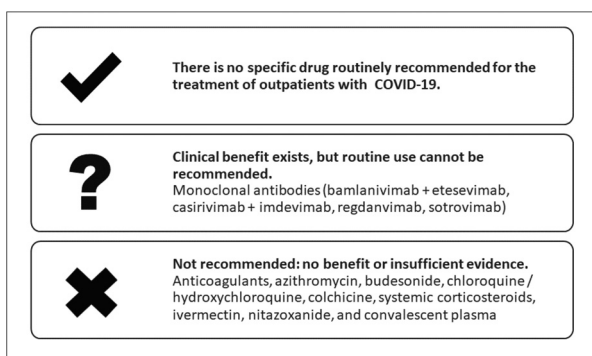 There is no specific drug routinely recommended for the
treatment of outpatients with COVID-19.
?
Clinical benefit exists, but routine use cannot be
recommended.
Monoclonal antibodies (bamlanivimab + etesevimab,
casirivimab + imdevimab, regdanvimab, sotrovimab)
Not recommended: no benefit or insufficient evidence.
Anticoagulants, azithromycin, budesonide, chloroquine /
hydroxychloroquine, colchicine, systemic corticosteroids,
ivermectin, nitazoxanide, and convalescent plasma